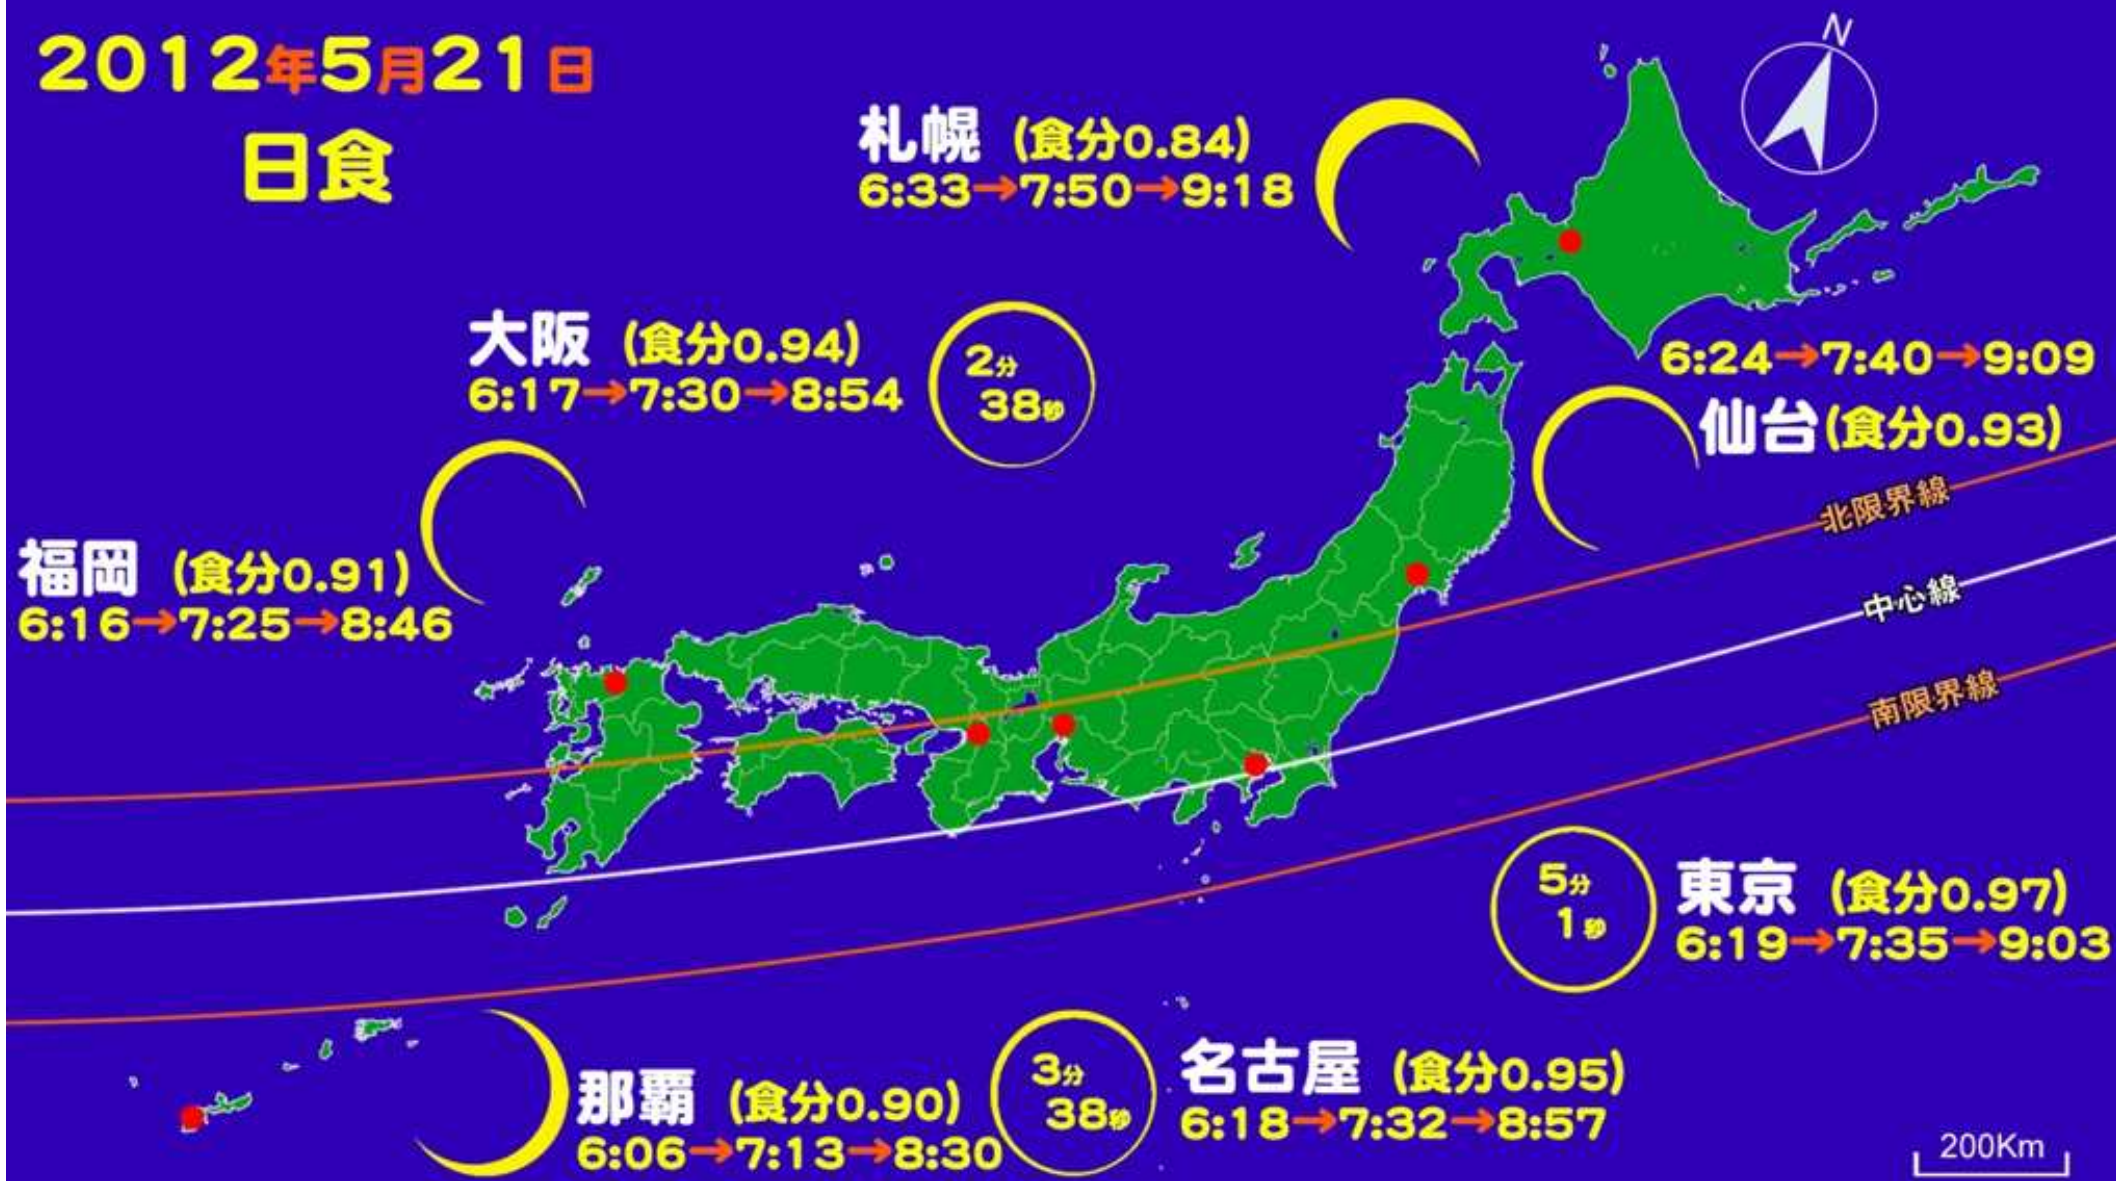 2012年5月21日
日食
N
札幌 (食分0.84)
6:33→7:50→9:18
大阪 (食分0.94)
6:17→7:30→8:54
2分
38秒
6:24→7:40→9:09
仙台(食分0.93)
北限界線
中心線
南限界線
福岡 (食分0.91)
6:16→7:25→8:46
5分
1秒
東京 (食分0.97)
6:19→7:35→9:03
那覇 (食分0.90)
6:06→7:13→8:30
3分
38秒
名古屋 (食分0.95)
6:18→7:32→8:57
200Km